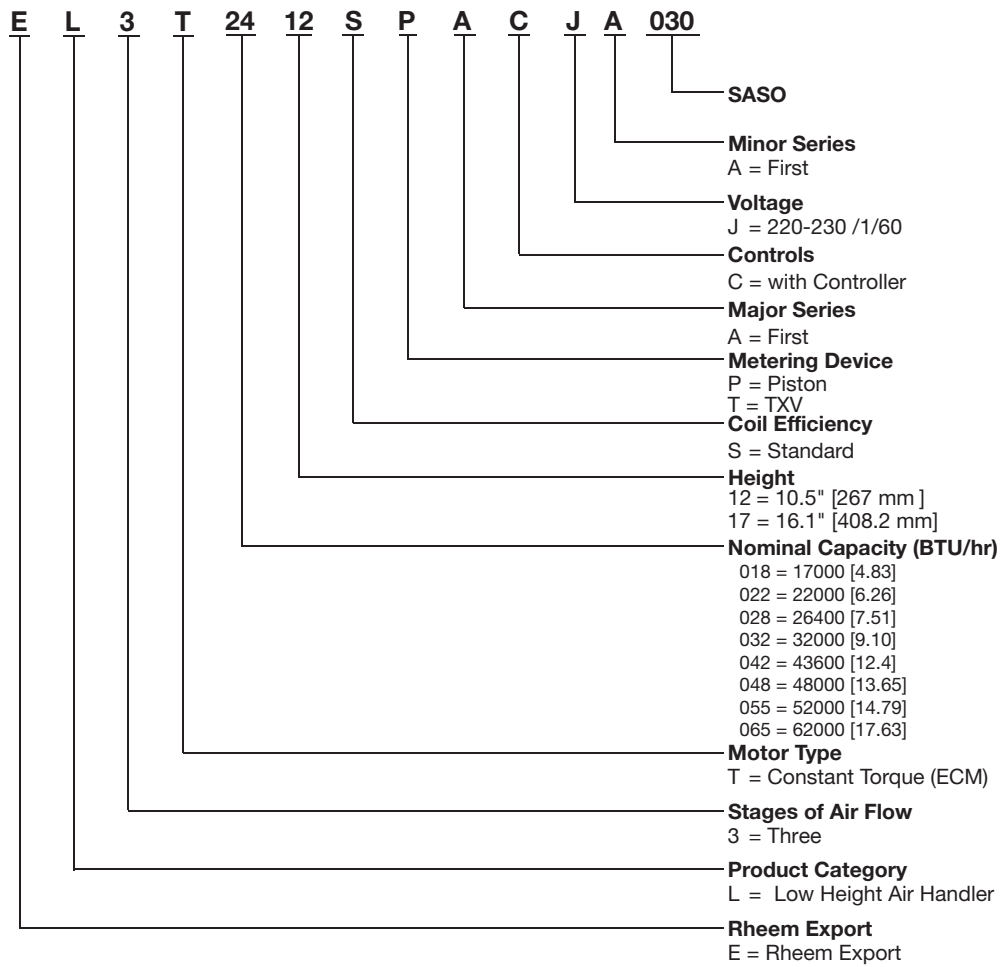 E L 3 T 24 12 S P A C J A 030
SASO
Minor Series
A = First
Voltage
J = 220-230 /1/60
Controls
C = with Controller
Major Series
A = First
Metering Device
P = Piston
T = TXV
Coil Efficiency
S = Standard
Height
12 = 10.5" [267 mm ]
17 = 16.1" [408.2 mm]
Nominal Capacity (BTU/hr)
018 = 17000 [4.83]
022 = 22000 [6.26]
028 = 26400 [7.51]
032 = 32000 [9.10]
042 = 43600 [12.4]
048 = 48000 [13.65]
055 = 52000 [14.79]
065 = 62000 [17.63]
Motor Type
T = Constant Torque (ECM)
Stages of Air Flow
3 = Three
Product Category
L = Low Height Air Handler
Rheem Export
E = Rheem Export